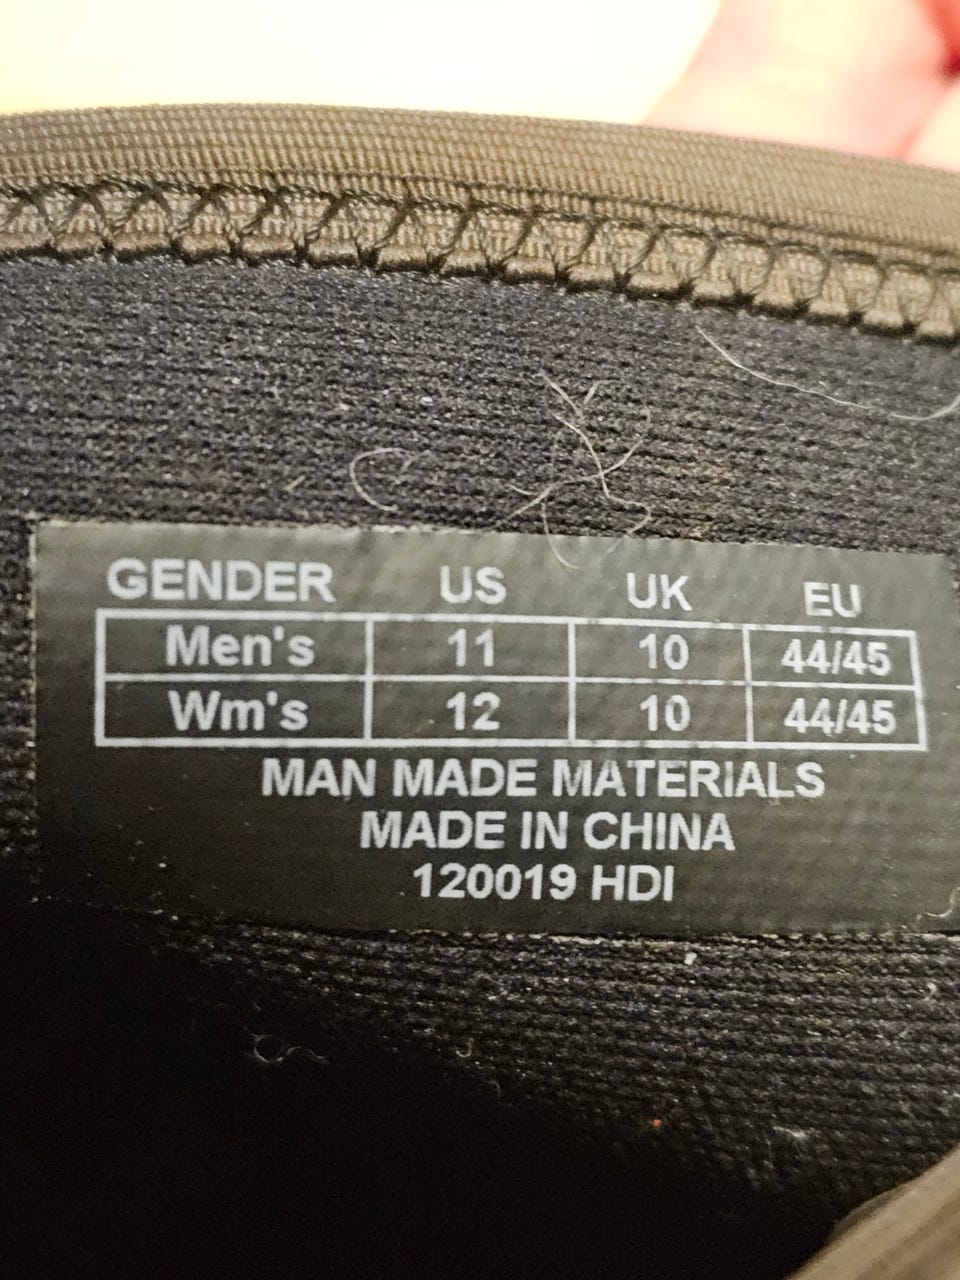 GENDER US UK EU
Men's 11 10 44/45
Wm's 12 10 44/45
MAN MADE MATERIALS
MADE IN CHINA
120019 HDI